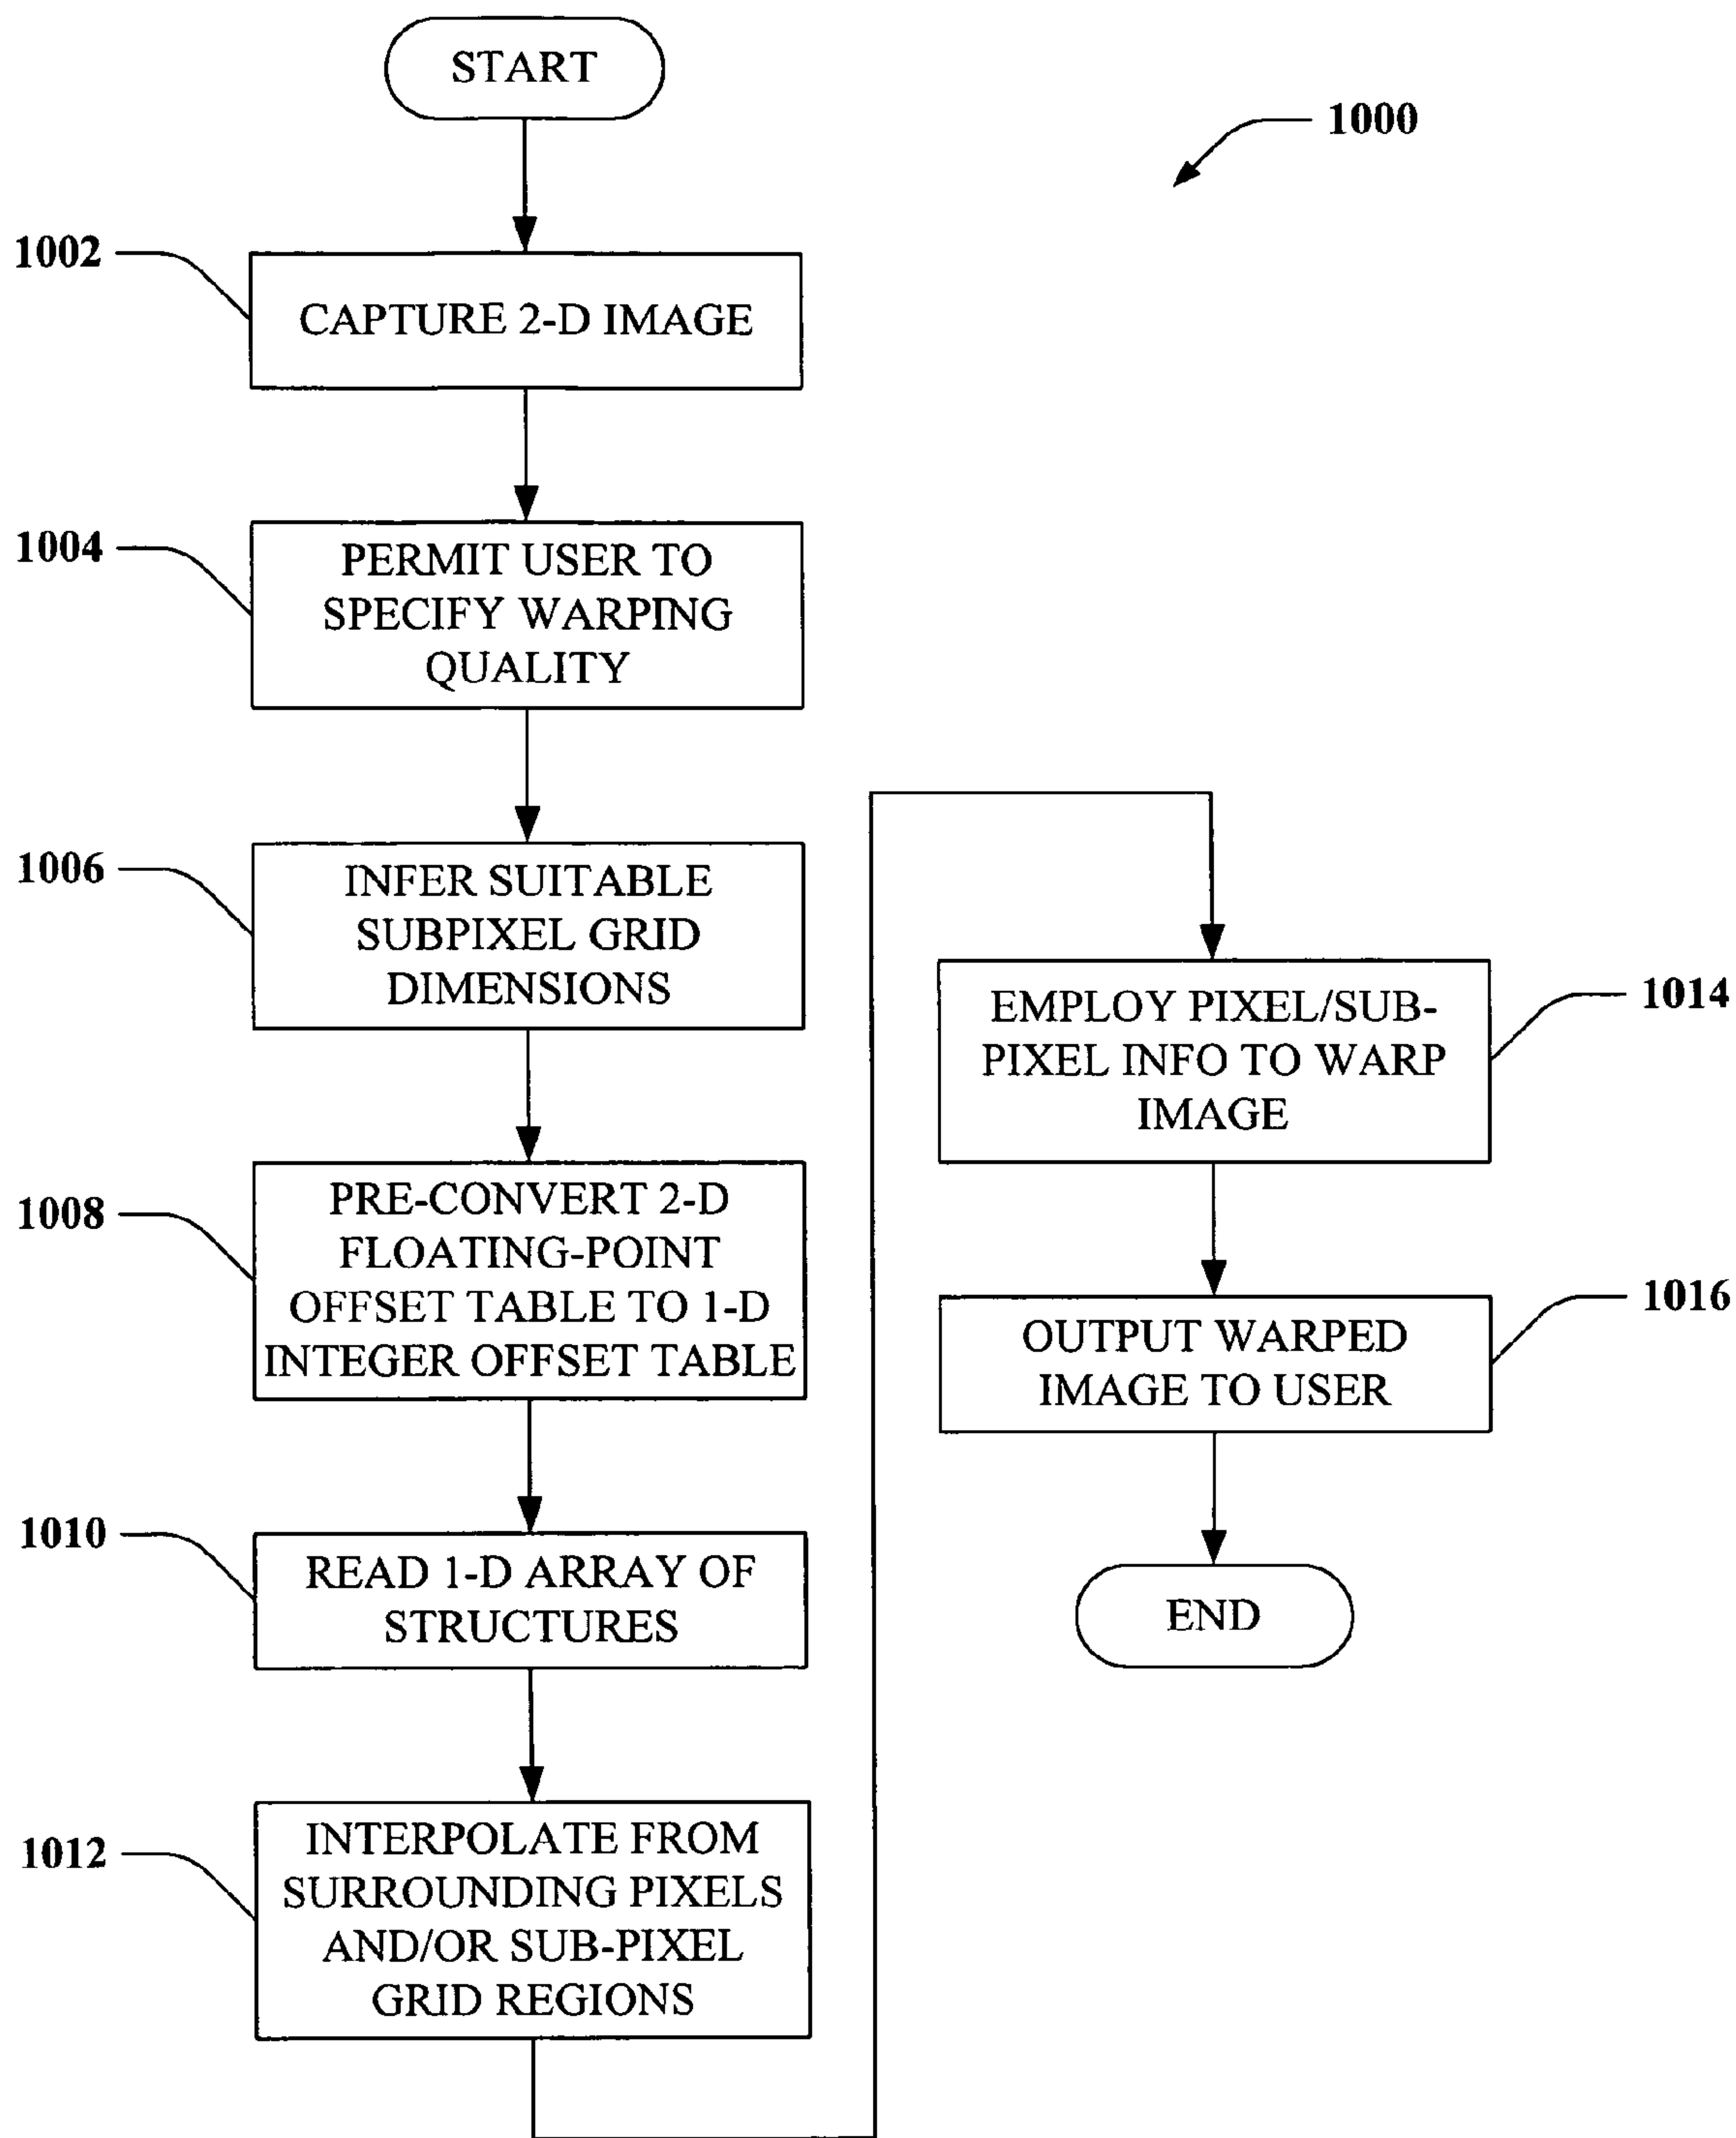 START
1000
1002
CAPTURE 2-D IMAGE
1004
PERMIT USER TO
SPECIFY WARPING
QUALITY
1006
INFER SUITABLE
SUBPIXEL GRID
DIMENSIONS
1008
PRE-CONVERT 2-D
FLOATING-POINT
OFFSET TABLE TO 1-D
INTEGER OFFSET TABLE
1010
READ 1-D ARRAY OF
STRUCTURES
1012
INTERPOLATE FROM
SURROUNDING PIXELS
AND/OR SUB-PIXEL
GRID REGIONS
1014
EMPLOY PIXEL/SUB-
PIXEL INFO TO WARP
IMAGE
1016
OUTPUT WARPED
IMAGE TO USER
END